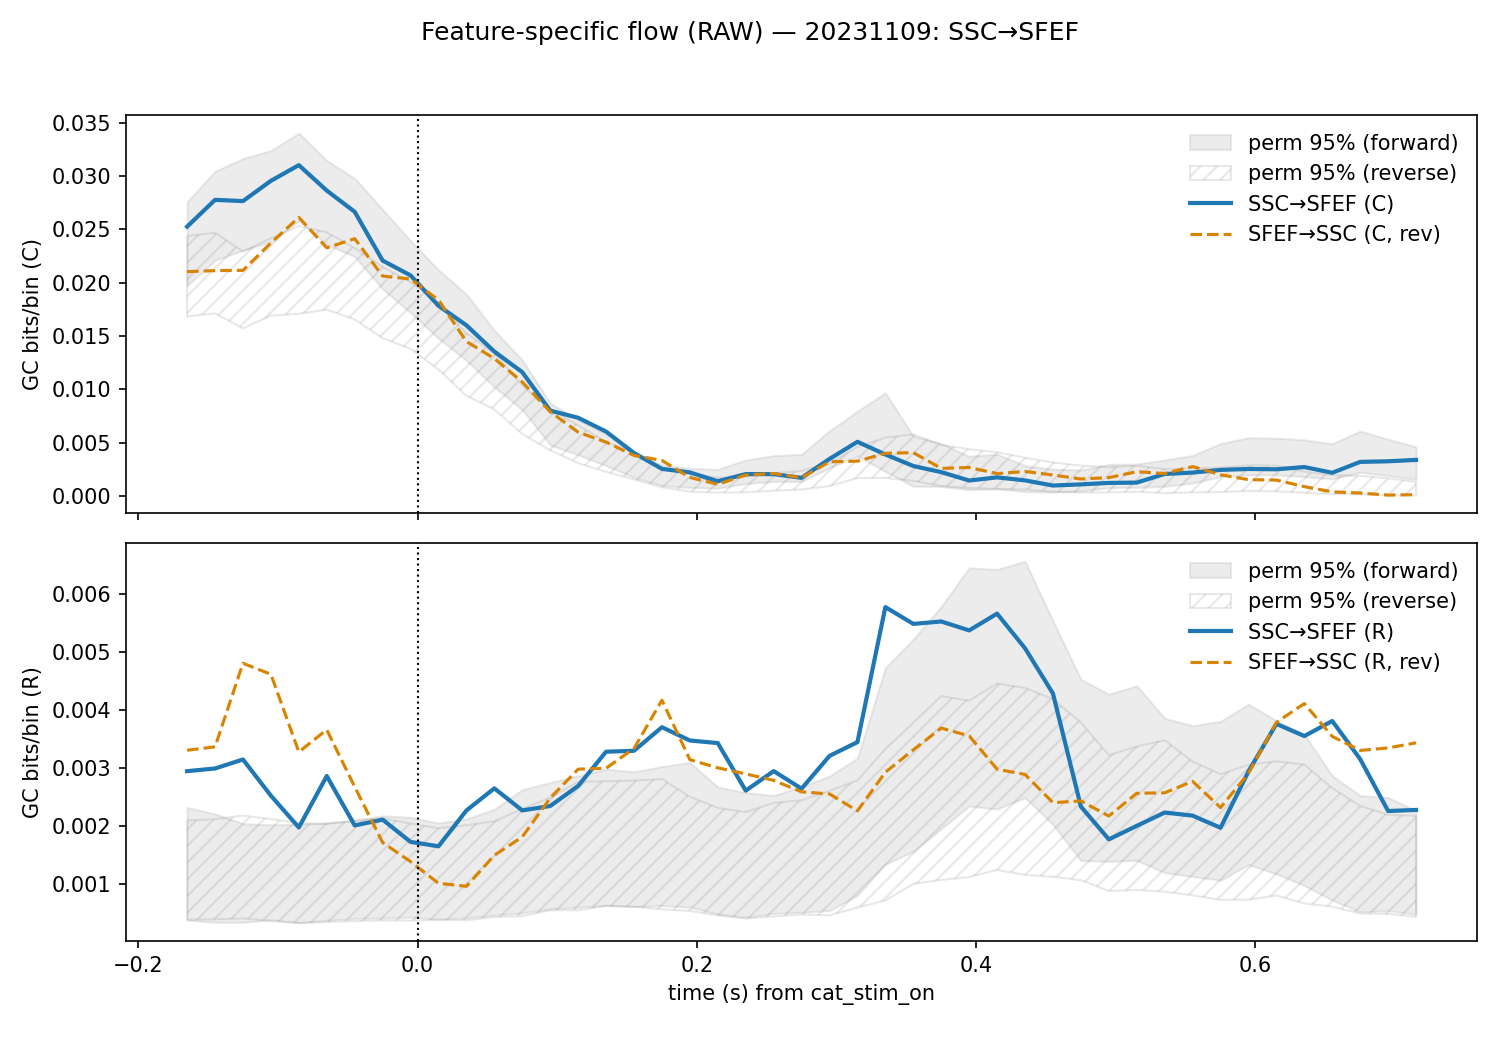 Feature-specific flow (RAW) — 20231109: SSC→SFEF
0.035
0.030
0.025
0.020
0.015
0.010
0.005
0.000
GC bits/bin (C)
perm 95% (forward)
perm 95% (reverse)
SSC→SFEF (C)
SFEF→SSC (C, rev)
0.006
0.005
0.004
0.003
0.002
0.001
GC bits/bin (R)
perm 95% (forward)
perm 95% (reverse)
SSC→SFEF (R)
SFEF→SSC (R, rev)
−0.2 0.0 0.2 0.4 0.6
time (s) from cat_stim_on